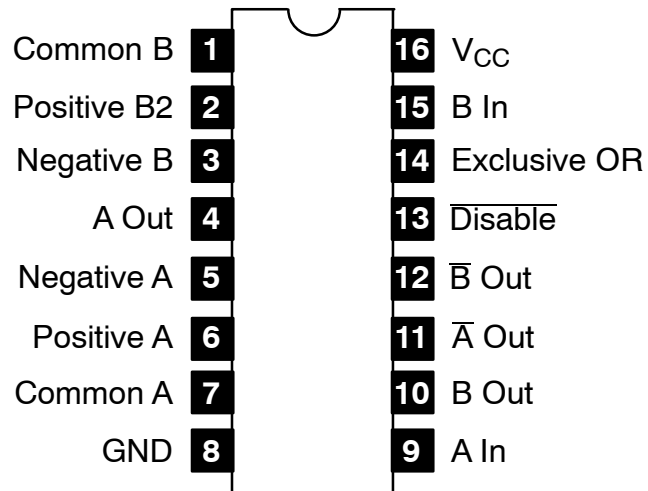 Common B 1
Positive B2 2
Negative B 3
A Out 4
Negative A 5
Positive A 6
Common A 7
GND 8
16 VCC
15 B In
14 Exclusive OR
13 Disable
12 B Out
11 A Out
10 B Out
9 A In